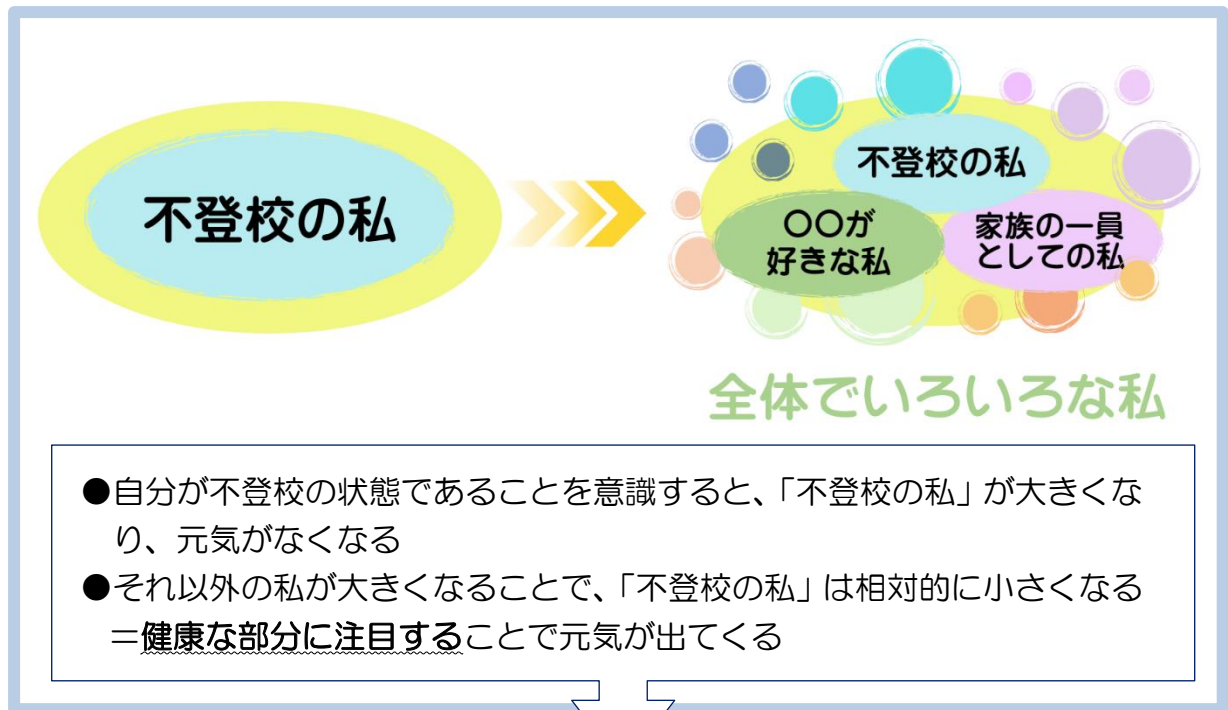 不登校の私
不登校の私
〇〇が
好きな私
家族の一員
としての私
全体でいろいろな私
●自分が不登校の状態であることを意識すると、「不登校の私」が大きくな
り、元気がなくなる
●それ以外の私が大きくなることで、「不登校の私」は相対的に小さくなる
＝健康な部分に注目することで元気が出てくる